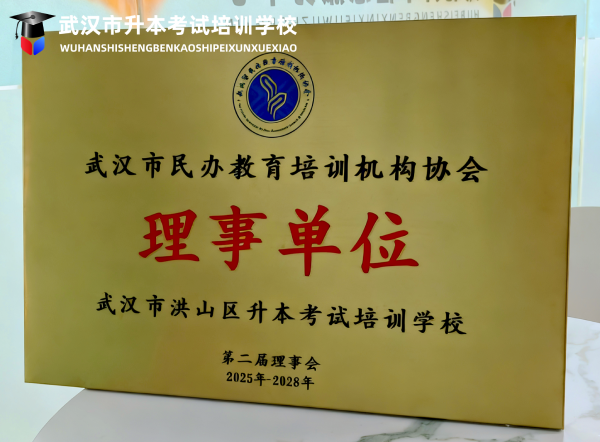 武汉市升本考试培训学校
WUHANSHISHENGBENKAOSHIPEIXUNXUEXIAO
武汉市民办教育培训机构协会
理事单位
武汉市洪山区升本考试培训学校
第二届理事会
2025年-2028年